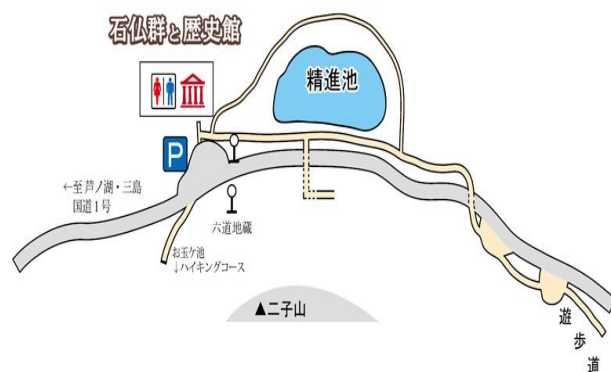 石仏群と歴史館
精進池
P
←至 芦ノ湖・三島
国道1号
六道地蔵
お玉ケ池
↓ハイキングコース
▲二子山
遊歩道